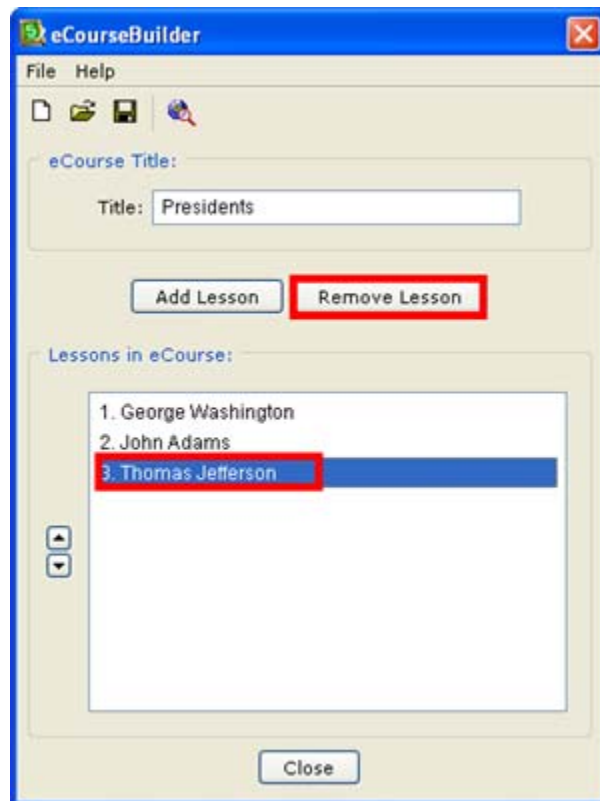 eCourseBuilder
File Help
eCourse Title:
Title: Presidents
Add Lesson Remove Lesson
Lessons in eCourse:
1. George Washington
2. John Adams
3. Thomas Jefferson
Close